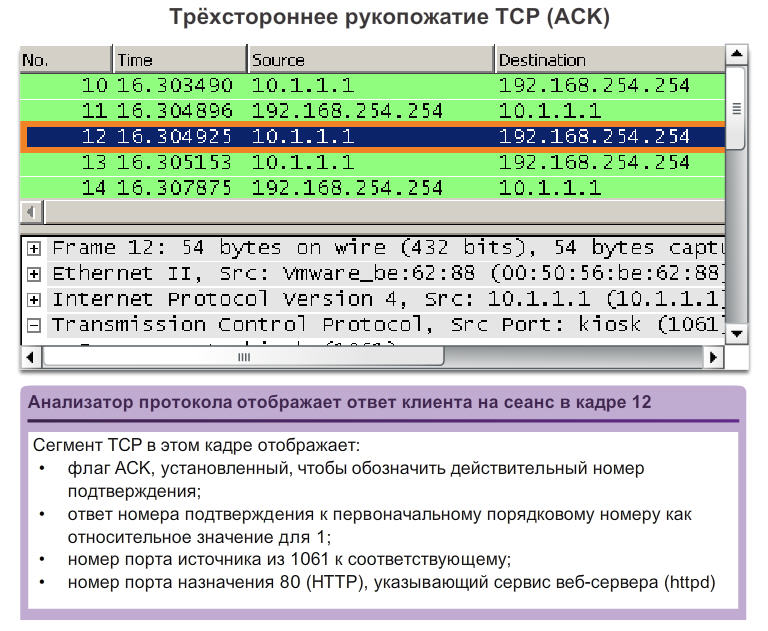 Трёхстороннее рукопожатие TCP (ACK)
No. Time Source Destination
10 16.303490 10.1.1.1 192.168.254.254
11 16.304896 192.168.254.254 10.1.1.1
12 16.304925 10.1.1.1 192.168.254.254
13 16.305153 10.1.1.1 192.168.254.254
14 16.307875 192.168.254.254 10.1.1.1
Frame 12: 54 bytes on wire (432 bits), 54 bytes captu
Ethernet II, Src: Vmware_be:62:88 (00:50:56:be:62:88)
Internet Protocol Version 4, Src: 10.1.1.1 (10.1.1.1)
Transmission Control Protocol, Src Port: kiosk (1061)
Анализатор протокола отображает ответ клиента на сеанс в кадре 12
Сегмент TCP в этом кадре отображает:
• флаг ACK, установленный, чтобы обозначить действительный номер
подтверждения;
• ответ номера подтверждения к первоначальному порядковому номеру как
относительное значение для 1;
• номер порта источника из 1061 к соответствующему;
• номер порта назначения 80 (HTTP), указывающий сервис веб-сервера (httpd)